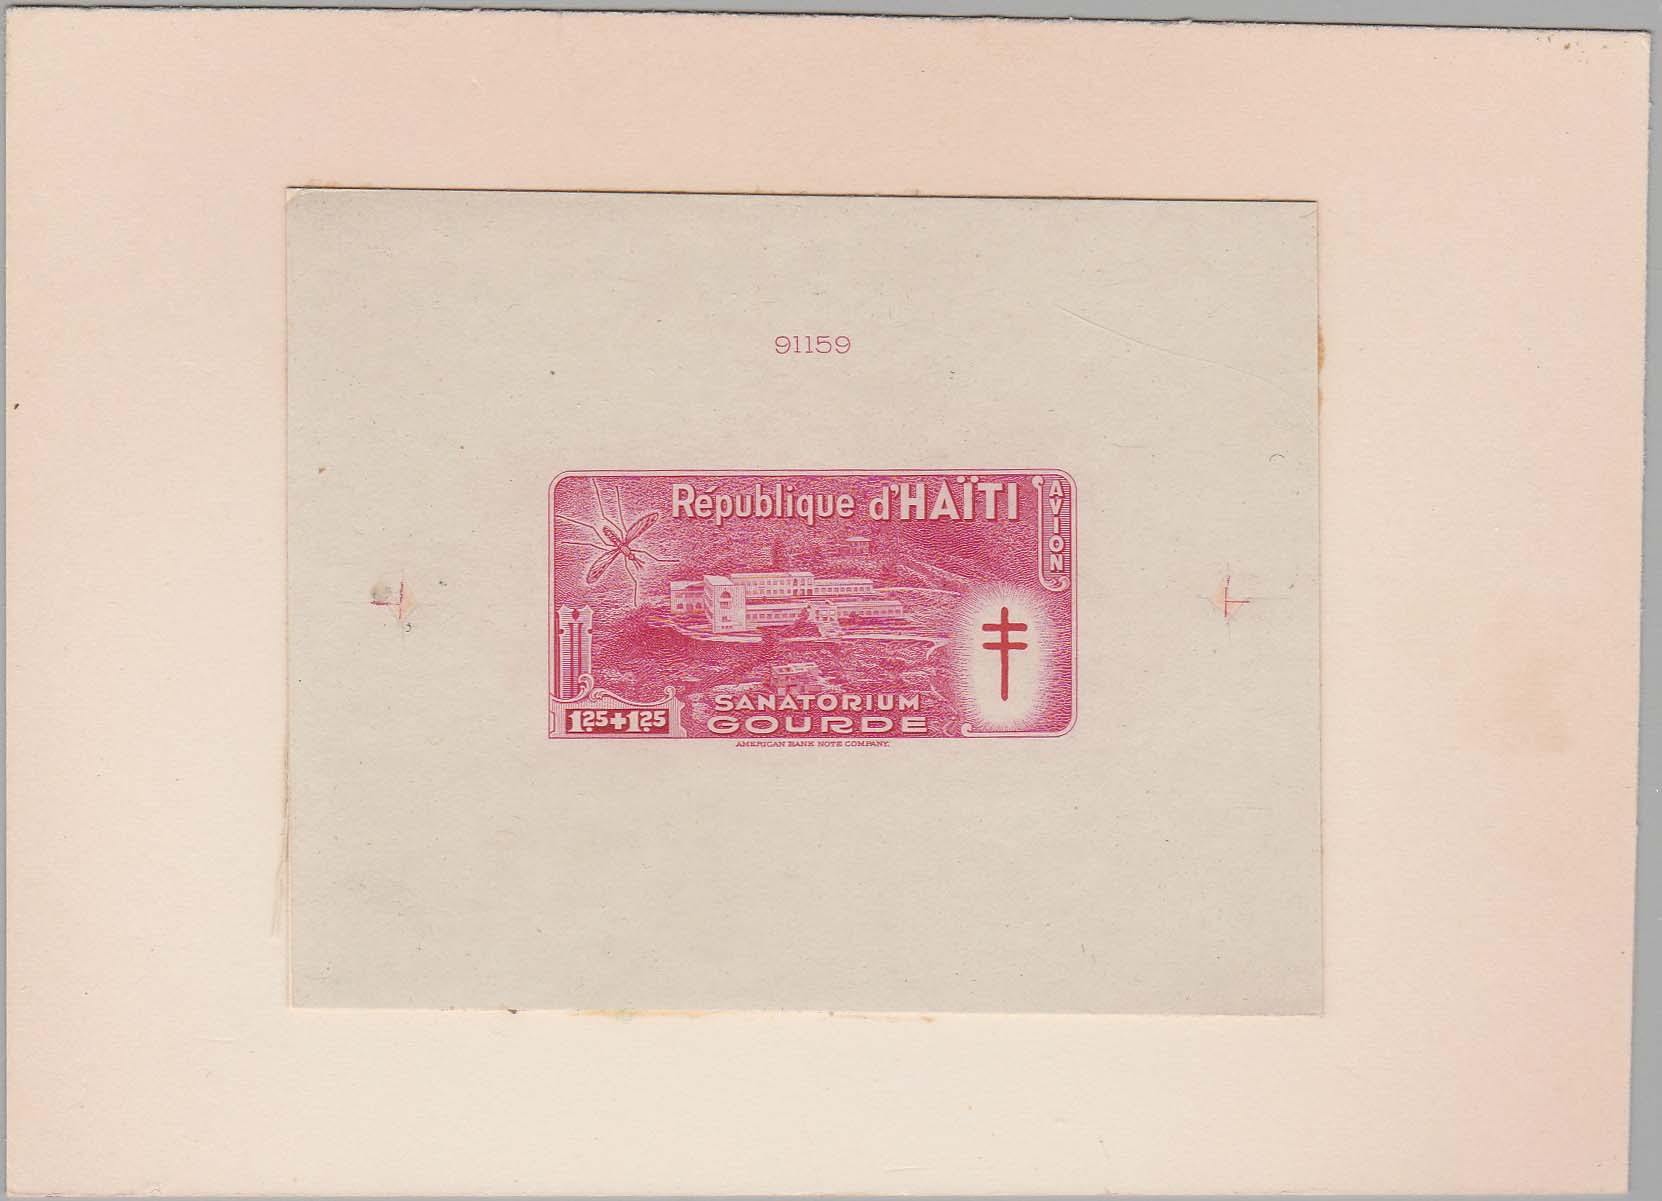 91159
République d'HAÏTI
AVION
SANATORIUM
1.25+1.25 GOURDE
AMERICAN BANK NOTE COMPANY.